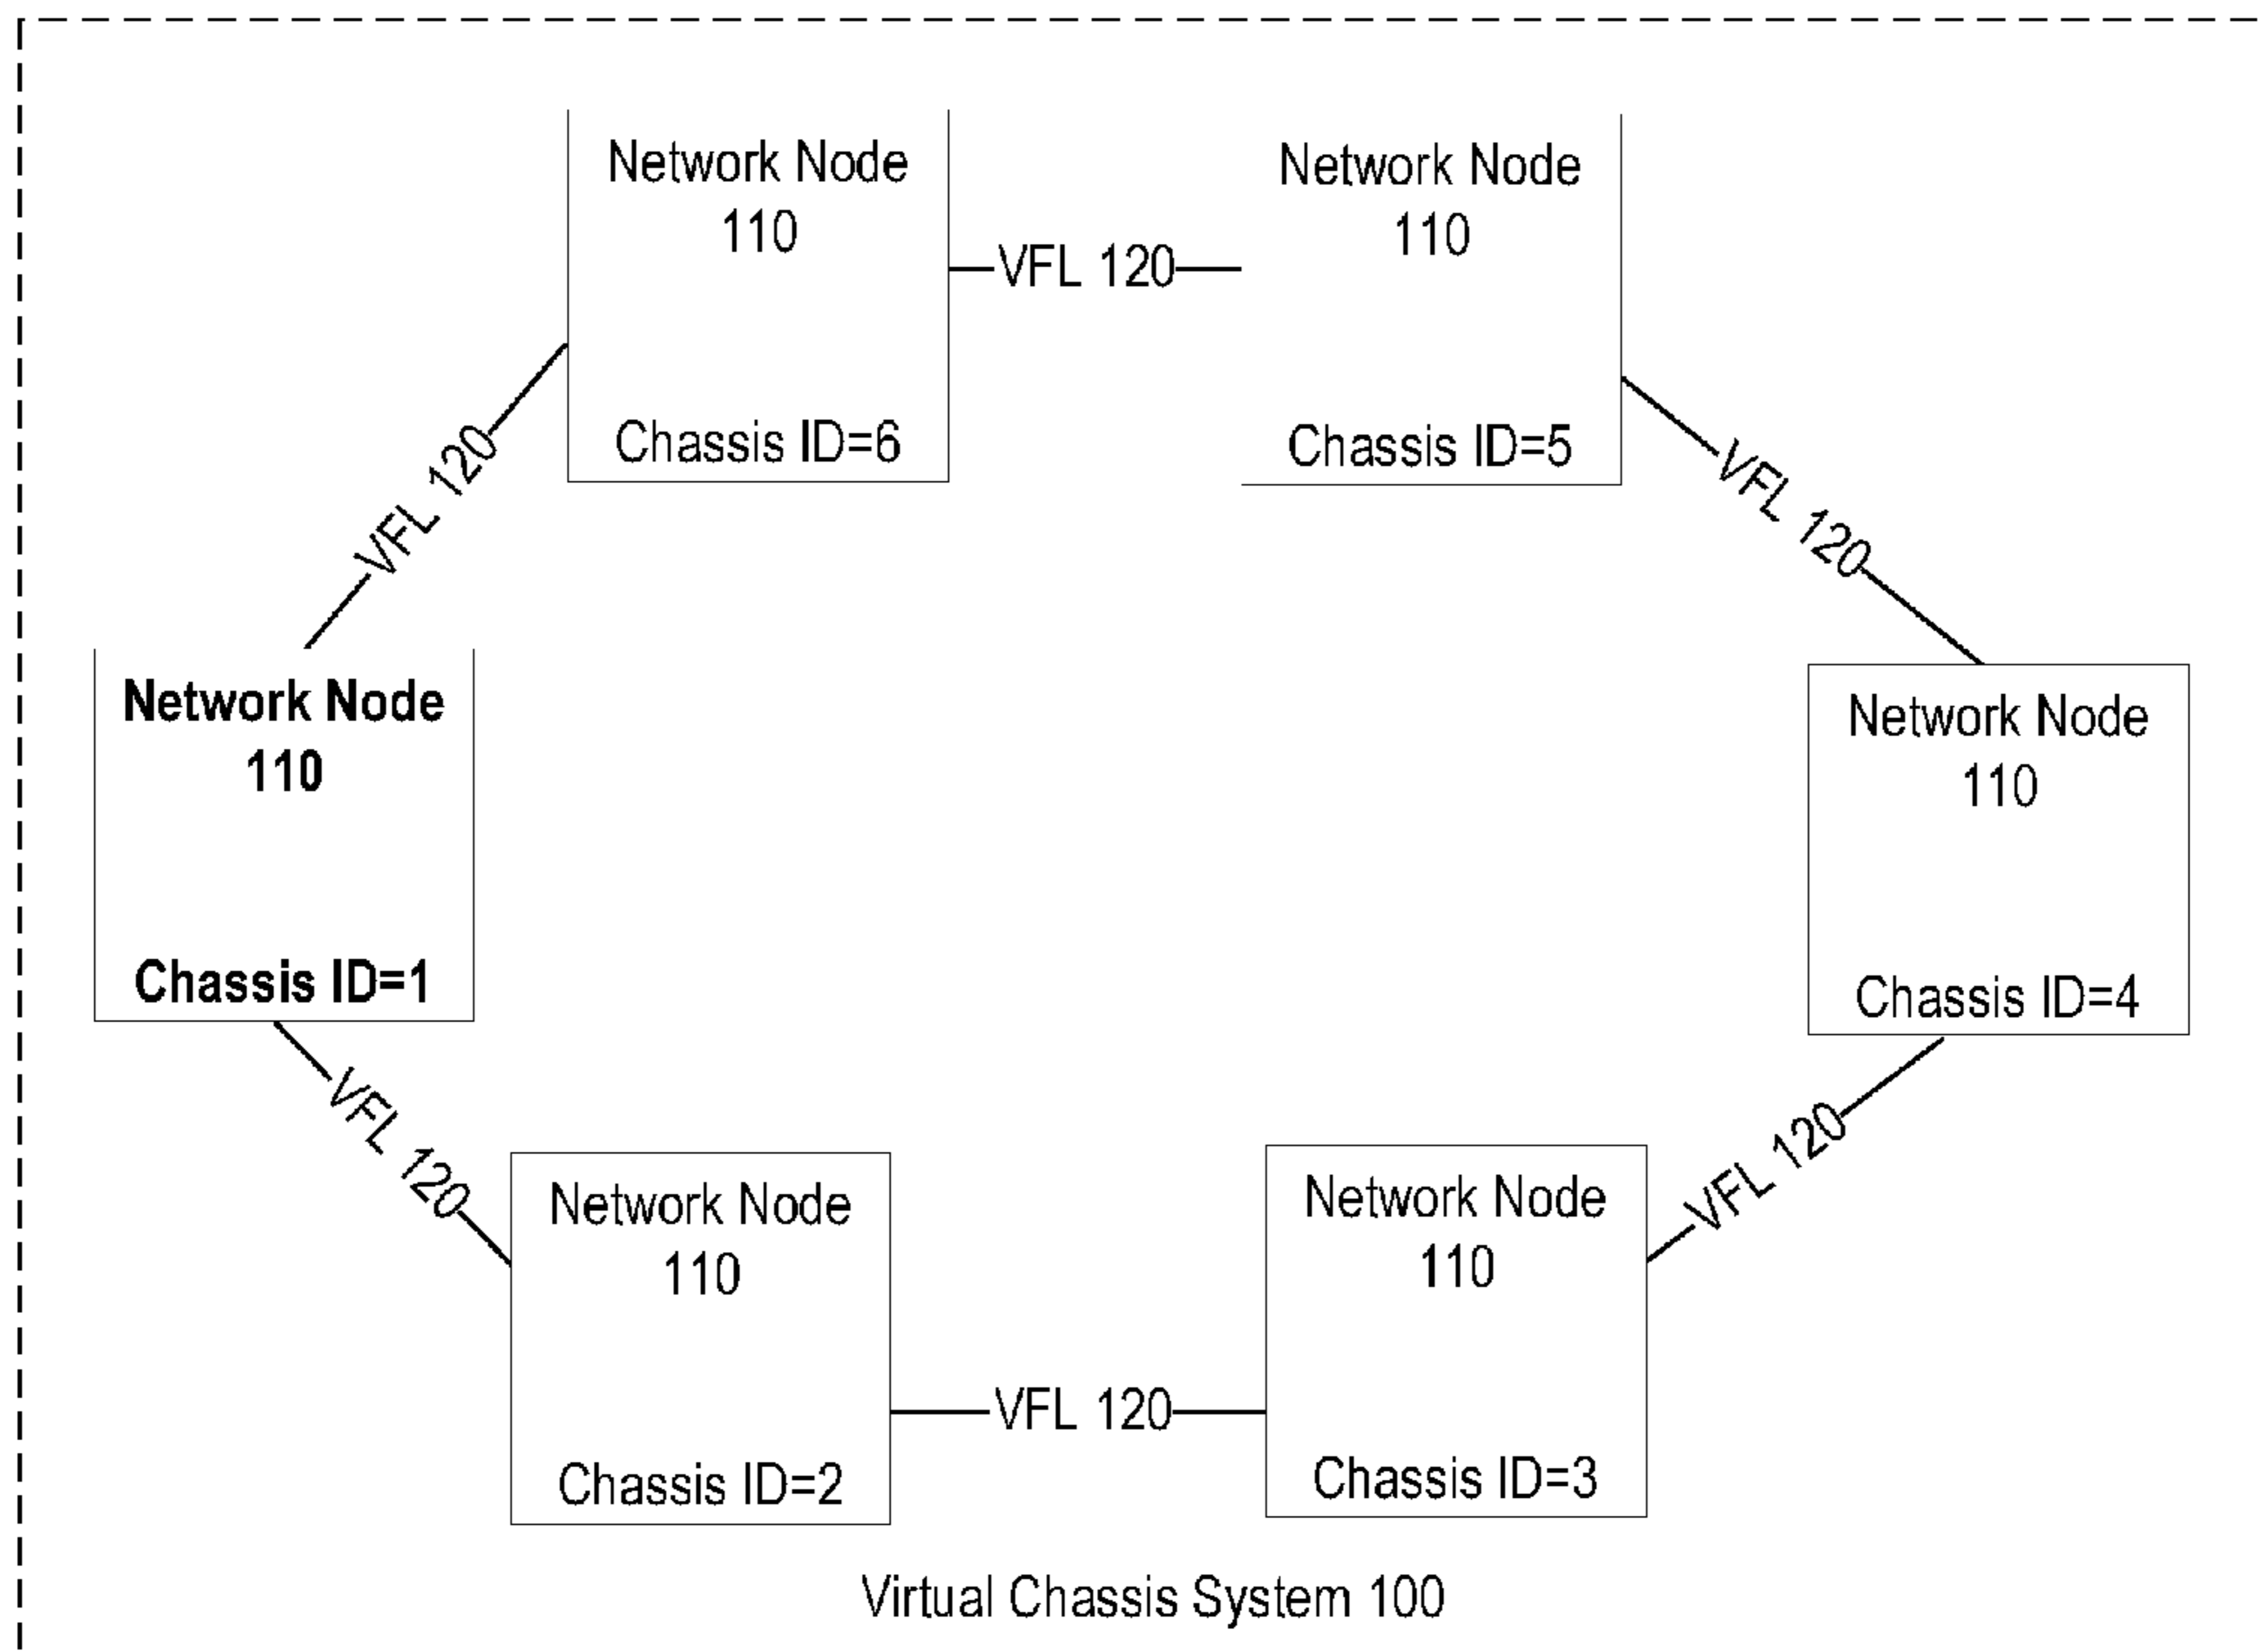 Network Node
110
Chassis ID=6
VFL 120
Network Node
110
Chassis ID=5
VFL 120
VFL 120
Network Node
110
Chassis ID=1
Network Node
110
Chassis ID=4
VFL 120
Network Node
110
Chassis ID=2
VFL 120
Network Node
110
Chassis ID=3
VFL 120
Virtual Chassis System 100